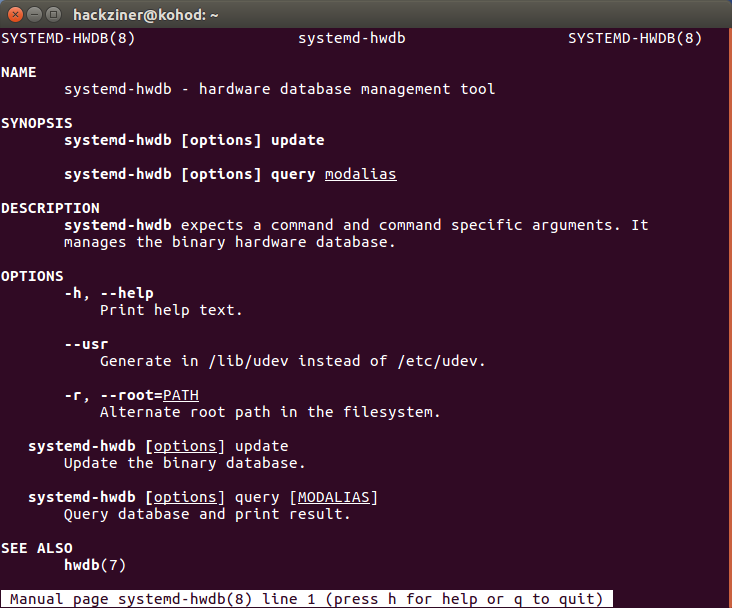 hackziner@kohod: ~
SYSTEMD-HWDB(8) systemd-hwdb SYSTEMD-HWDB(8)
NAME
systemd-hwdb - hardware database management tool
SYNOPSIS
systemd-hwdb [options] update
systemd-hwdb [options] query modalias
DESCRIPTION
systemd-hwdb expects a command and command specific arguments. It
manages the binary hardware database.
OPTIONS
-h, --help
Print help text.
--usr
Generate in /lib/udev instead of /etc/udev.
-r, --root=PATH
Alternate root path in the filesystem.
systemd-hwdb [options] update
Update the binary database.
systemd-hwdb [options] query [MODALIAS]
Query database and print result.
SEE ALSO
hwdb(7)
Manual page systemd-hwdb(8) line 1 (press h for help or q to quit)